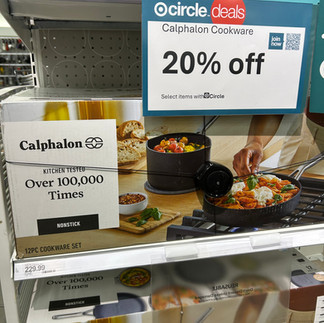 circle deals
Calphalon Cookware
20% off
join
now
Select items with Circle
Calphalon
KITCHEN TESTED
Over 100,000
Times
NONSTICK
12PC COOKWARE SET
229.99
Over 100,000
Times
NONSTICK